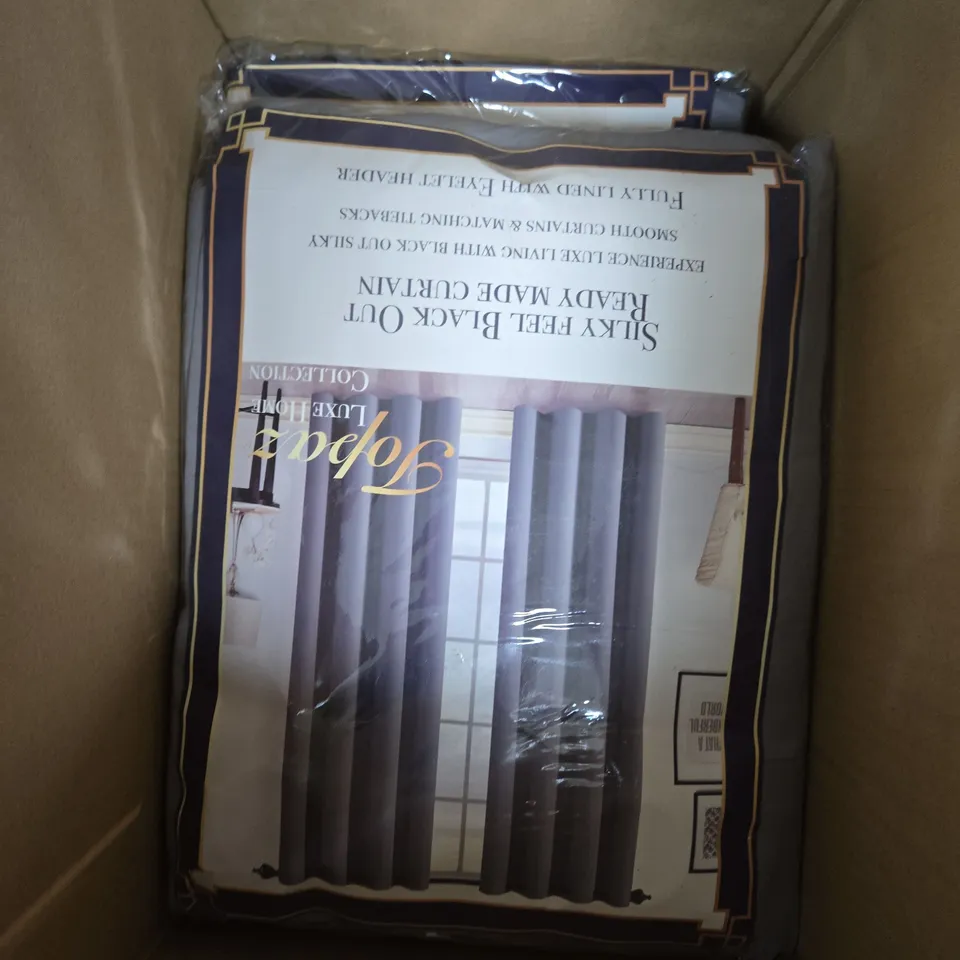 Topaz
LUXE HOME
COLLECTION
SILKY FEEL BLACK OUT
READY MADE CURTAIN
EXPERIENCE LUXE LIVING WITH BLACK OUT SILKY
SMOOTH CURTAINS & MATCHING TIEBACKS
FULLY LINED WITH EYELET HEADER